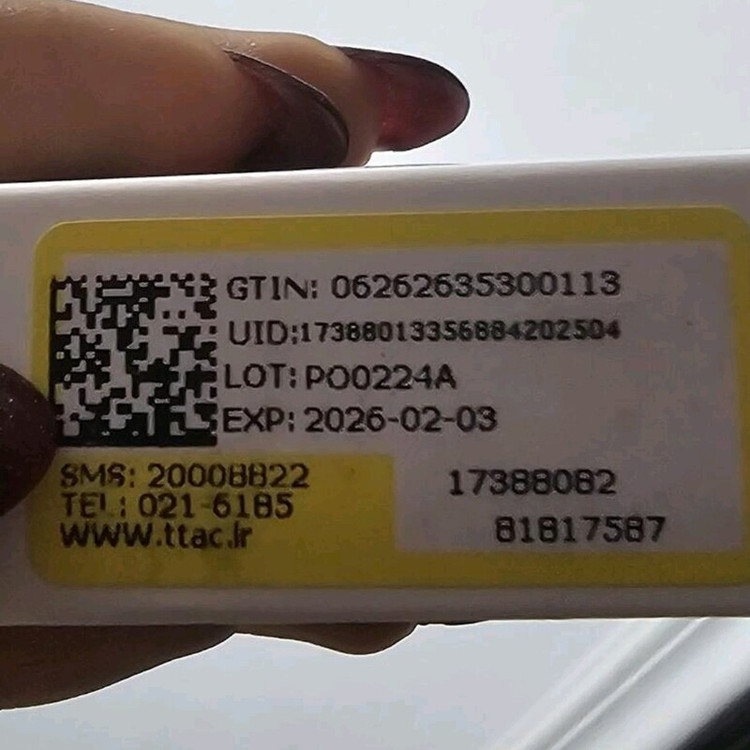 GTIN: 06262635300113
UID:17388013356884202504
LOT: PO0224A
EXP: 2026-02-03
SMS: 20008822
TEL: 021-6185
www.ttac.ir
17388082
81817587